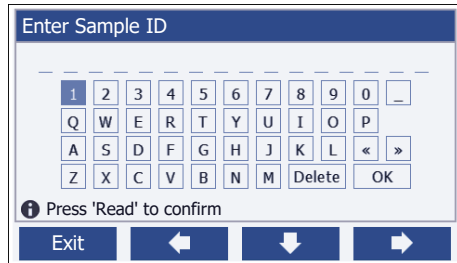 Enter Sample ID
_ _ _ _ _ _ _ _ _ _ _ _ _ _ _
1 2 3 4 5 6 7 8 9 0 _
Q W E R T Y U I O P
A S D F G H J K L « »
Z X C V B N M Delete OK
Press 'Read' to confirm
Exit